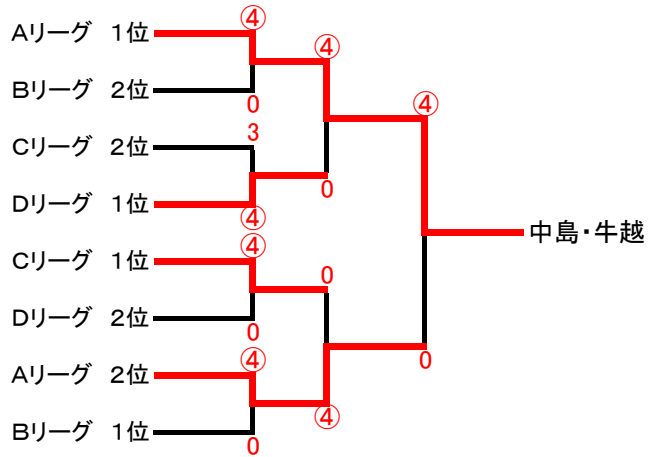 Aリーグ 1位
④
④
Bリーグ 2位
0
④
Cリーグ 2位
3
Dリーグ 1位
④
0
中島・牛越
Cリーグ 1位
④
0
Dリーグ 2位
0
0
Aリーグ 2位
④
④
Bリーグ 1位
0